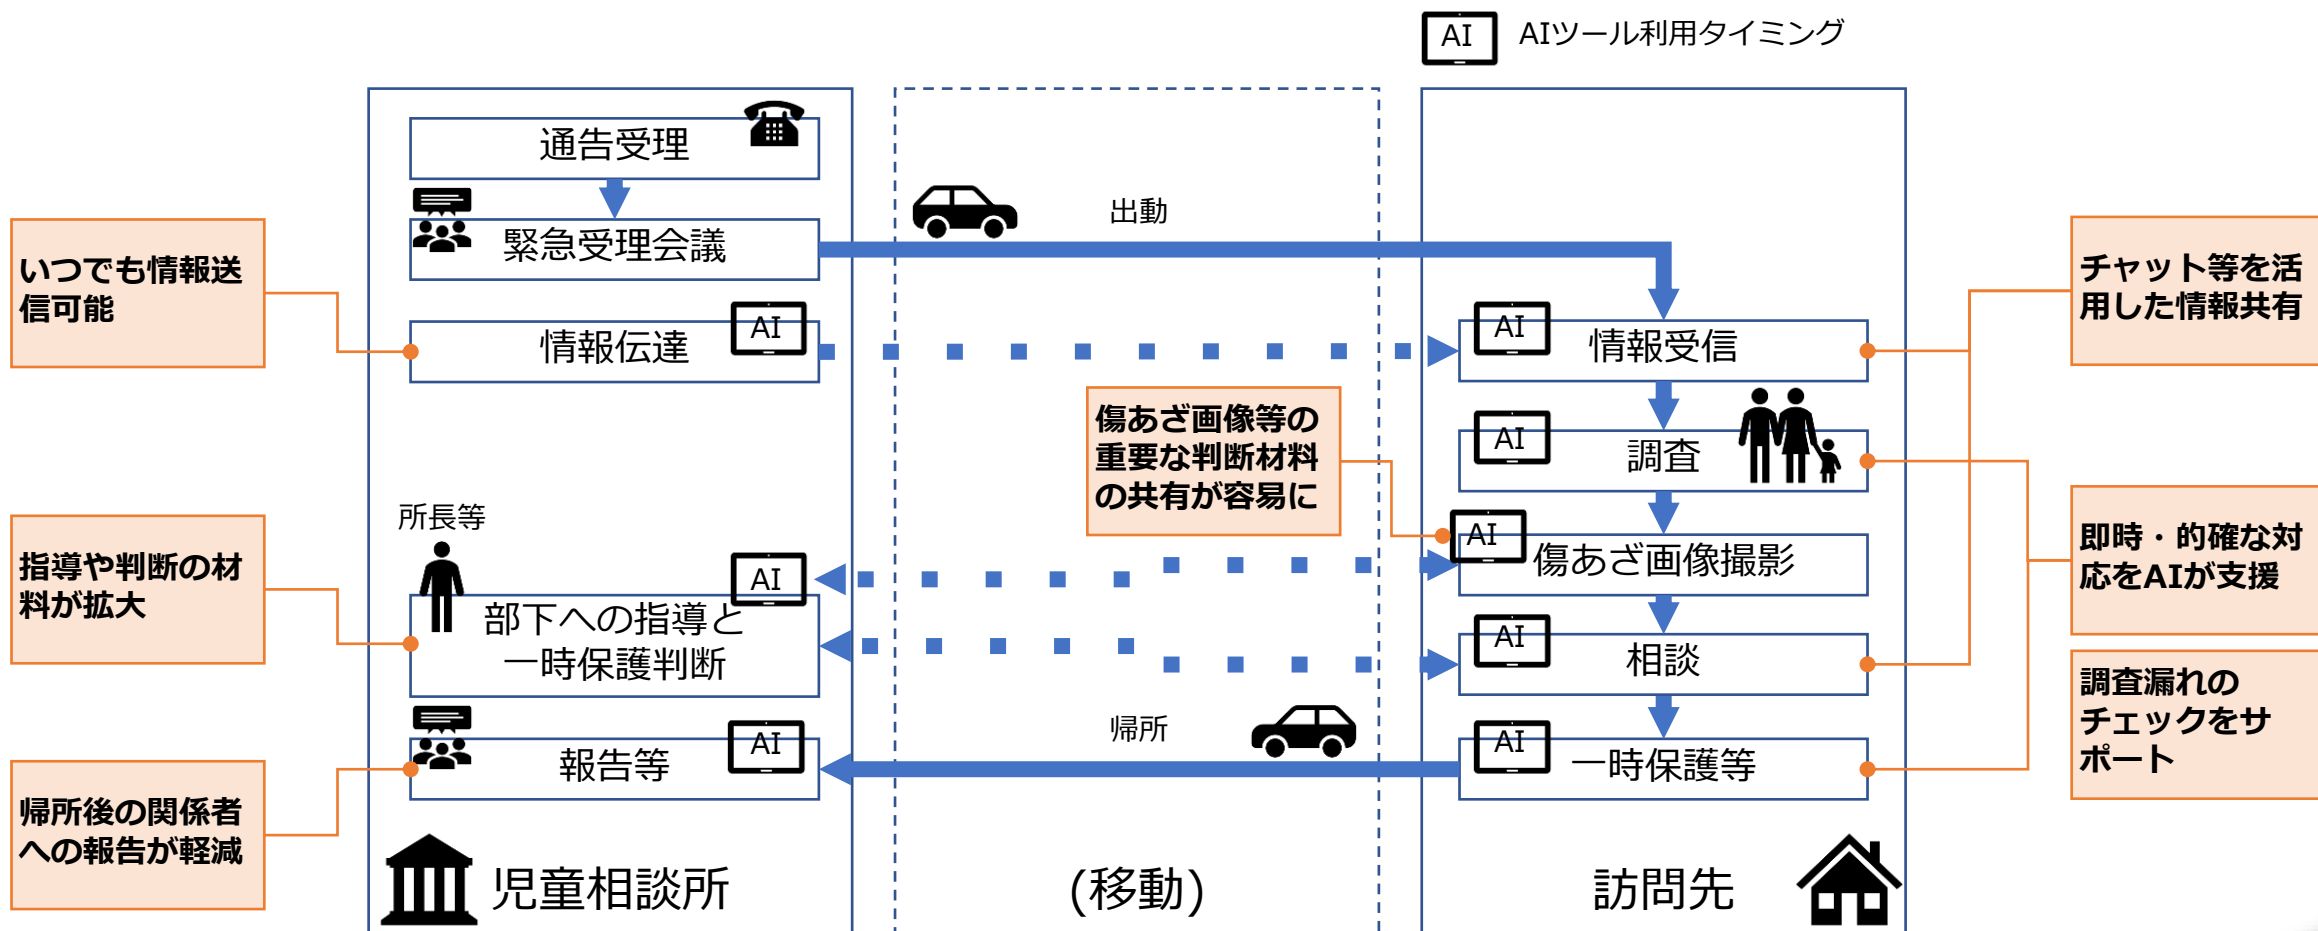 AI AIツール利用タイミング
通告受理
緊急受理会議
出動
いつでも情報送
信可能
チャット等を活
用した情報共有
情報伝達
AI
AI
情報受信
傷あざ画像等の
重要な判断材料
の共有が容易に
AI
調査
所長等
指導や判断の材
料が拡大
AI
部下への指導と
一時保護判断
AI
傷あざ画像撮影
即時・的確な対
応をAIが支援
AI
相談
調査漏れの
チェックをサ
ポート
帰所
報告等
AI
AI
一時保護等
帰所後の関係者
への報告が軽減
児童相談所
(移動)
訪問先